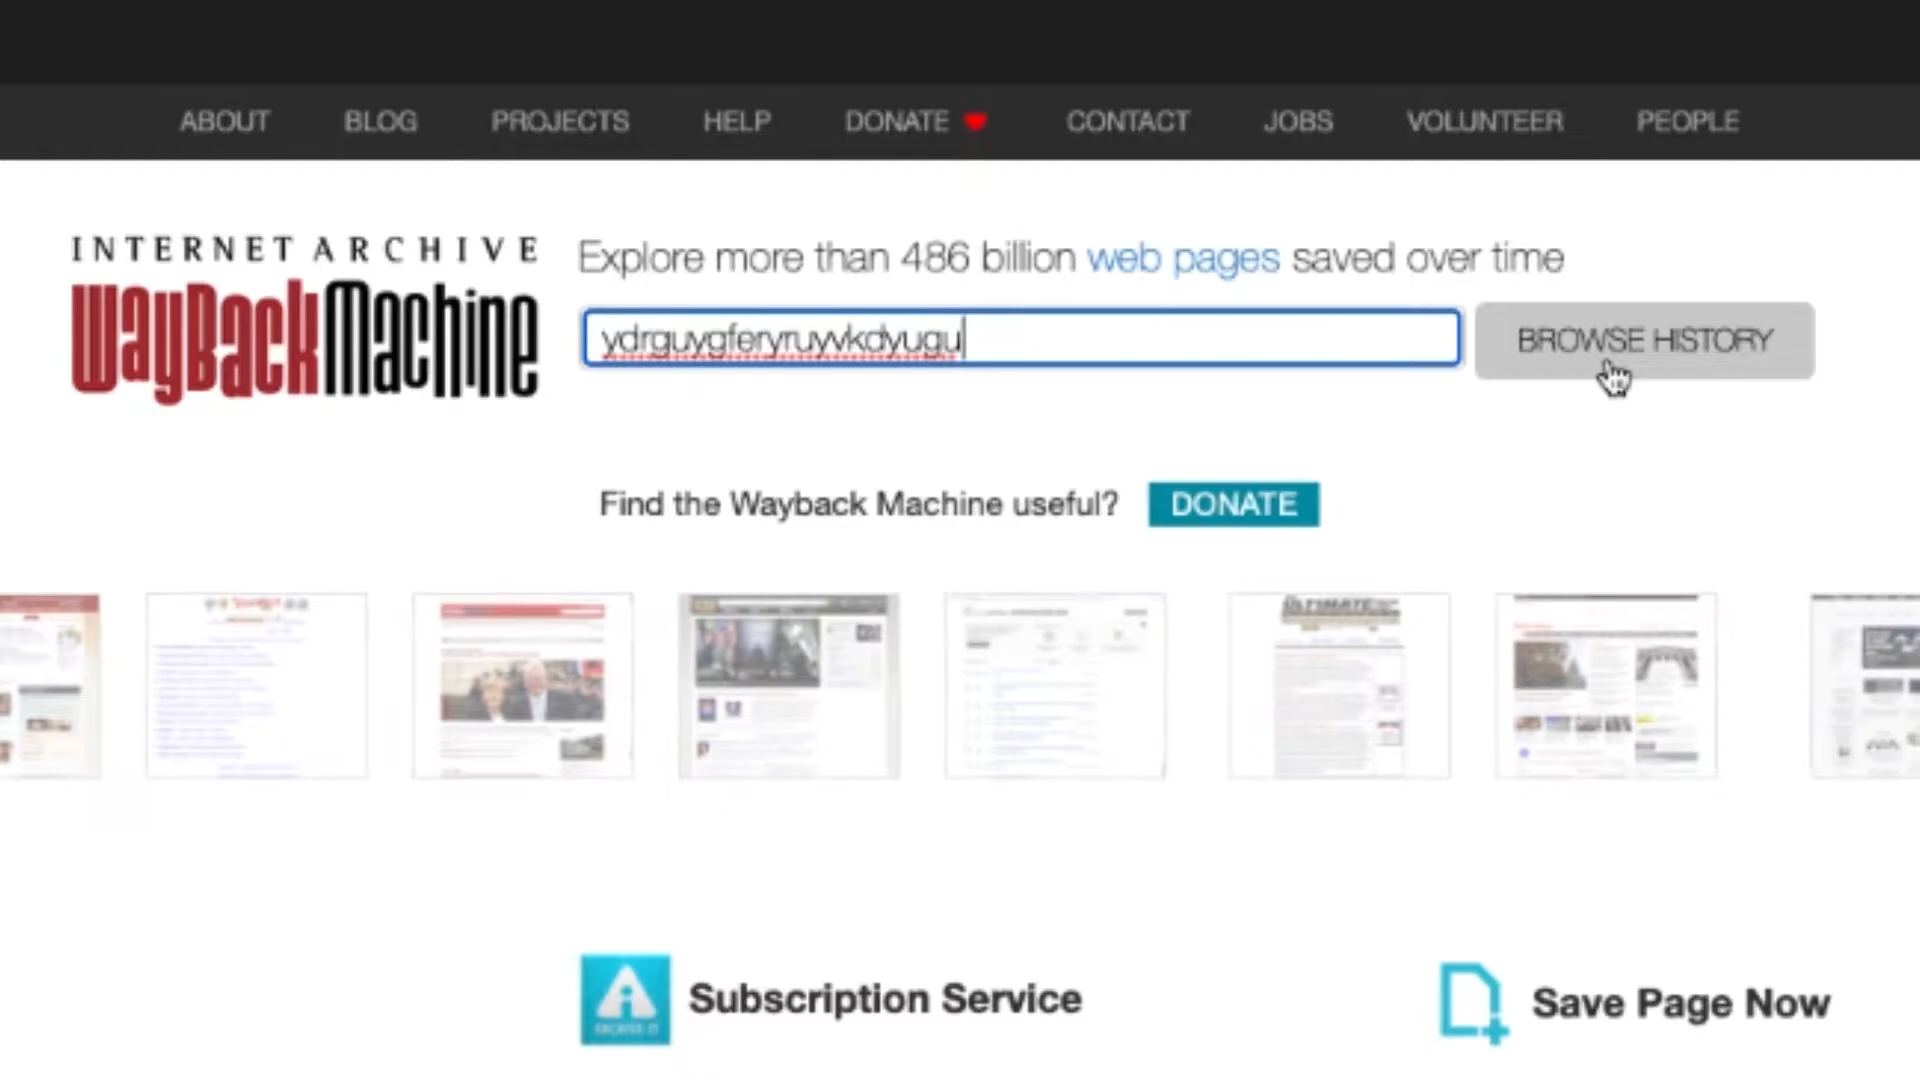 ABOUT BLOG PROJECTS HELP DONATE CONTACT JOBS VOLUNTEER PEOPLE
INTERNET ARCHIVE
WayBackMachine
Explore more than 486 billion web pages saved over time
ydrguygferyruyvkdyugu
BROWSE HISTORY
Find the Wayback Machine useful?
DONATE
ULTIMATE
Subscription Service
Save Page Now